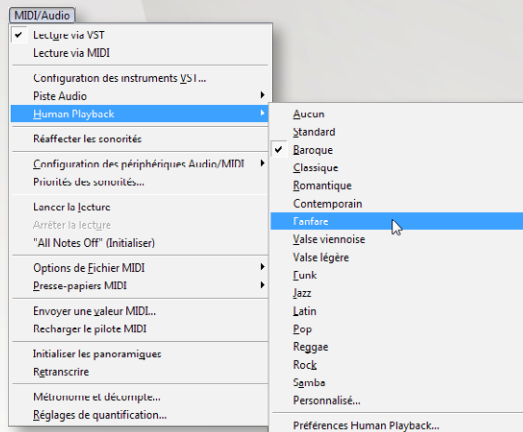 MIDI/Audio
Lecture via VST
Lecture via MIDI
Configuration des instruments VST...
Piste Audio
Human Playback
Réaffecter les sonorités
Configuration des périphériques Audio/MIDI
Priorités des sonorités...
Lancer la lecture
Arrêter la lecture
"All Notes Off" (Initialiser)
Options de Fichier MIDI
Presse-papiers MIDI
Envoyer une valeur MIDI...
Recharger le pilote MIDI
Initialiser les panoramiques
Retranscrire
Métronome et décompte...
Réglages de quantification...
Aucun
Standard
Baroque
Classique
Romantique
Contemporain
Fanfare
Valse viennoise
Valse légère
Funk
Jazz
Latin
Pop
Reggae
Rock
Samba
Personnalisé...
Préférences Human Playback...